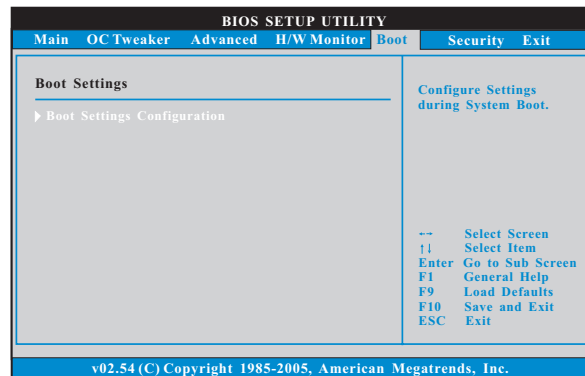 BIOS SETUP UTILITY
Main OC Tweaker Advanced H/W Monitor Boot Security Exit
Boot Settings
Boot Settings Configuration
Configure Settings
during System Boot.
←→ Select Screen
↑↓ Select Item
Enter Go to Sub Screen
F1 General Help
F9 Load Defaults
F10 Save and Exit
ESC Exit
v02.54 (C) Copyright 1985-2005, American Megatrends, Inc.